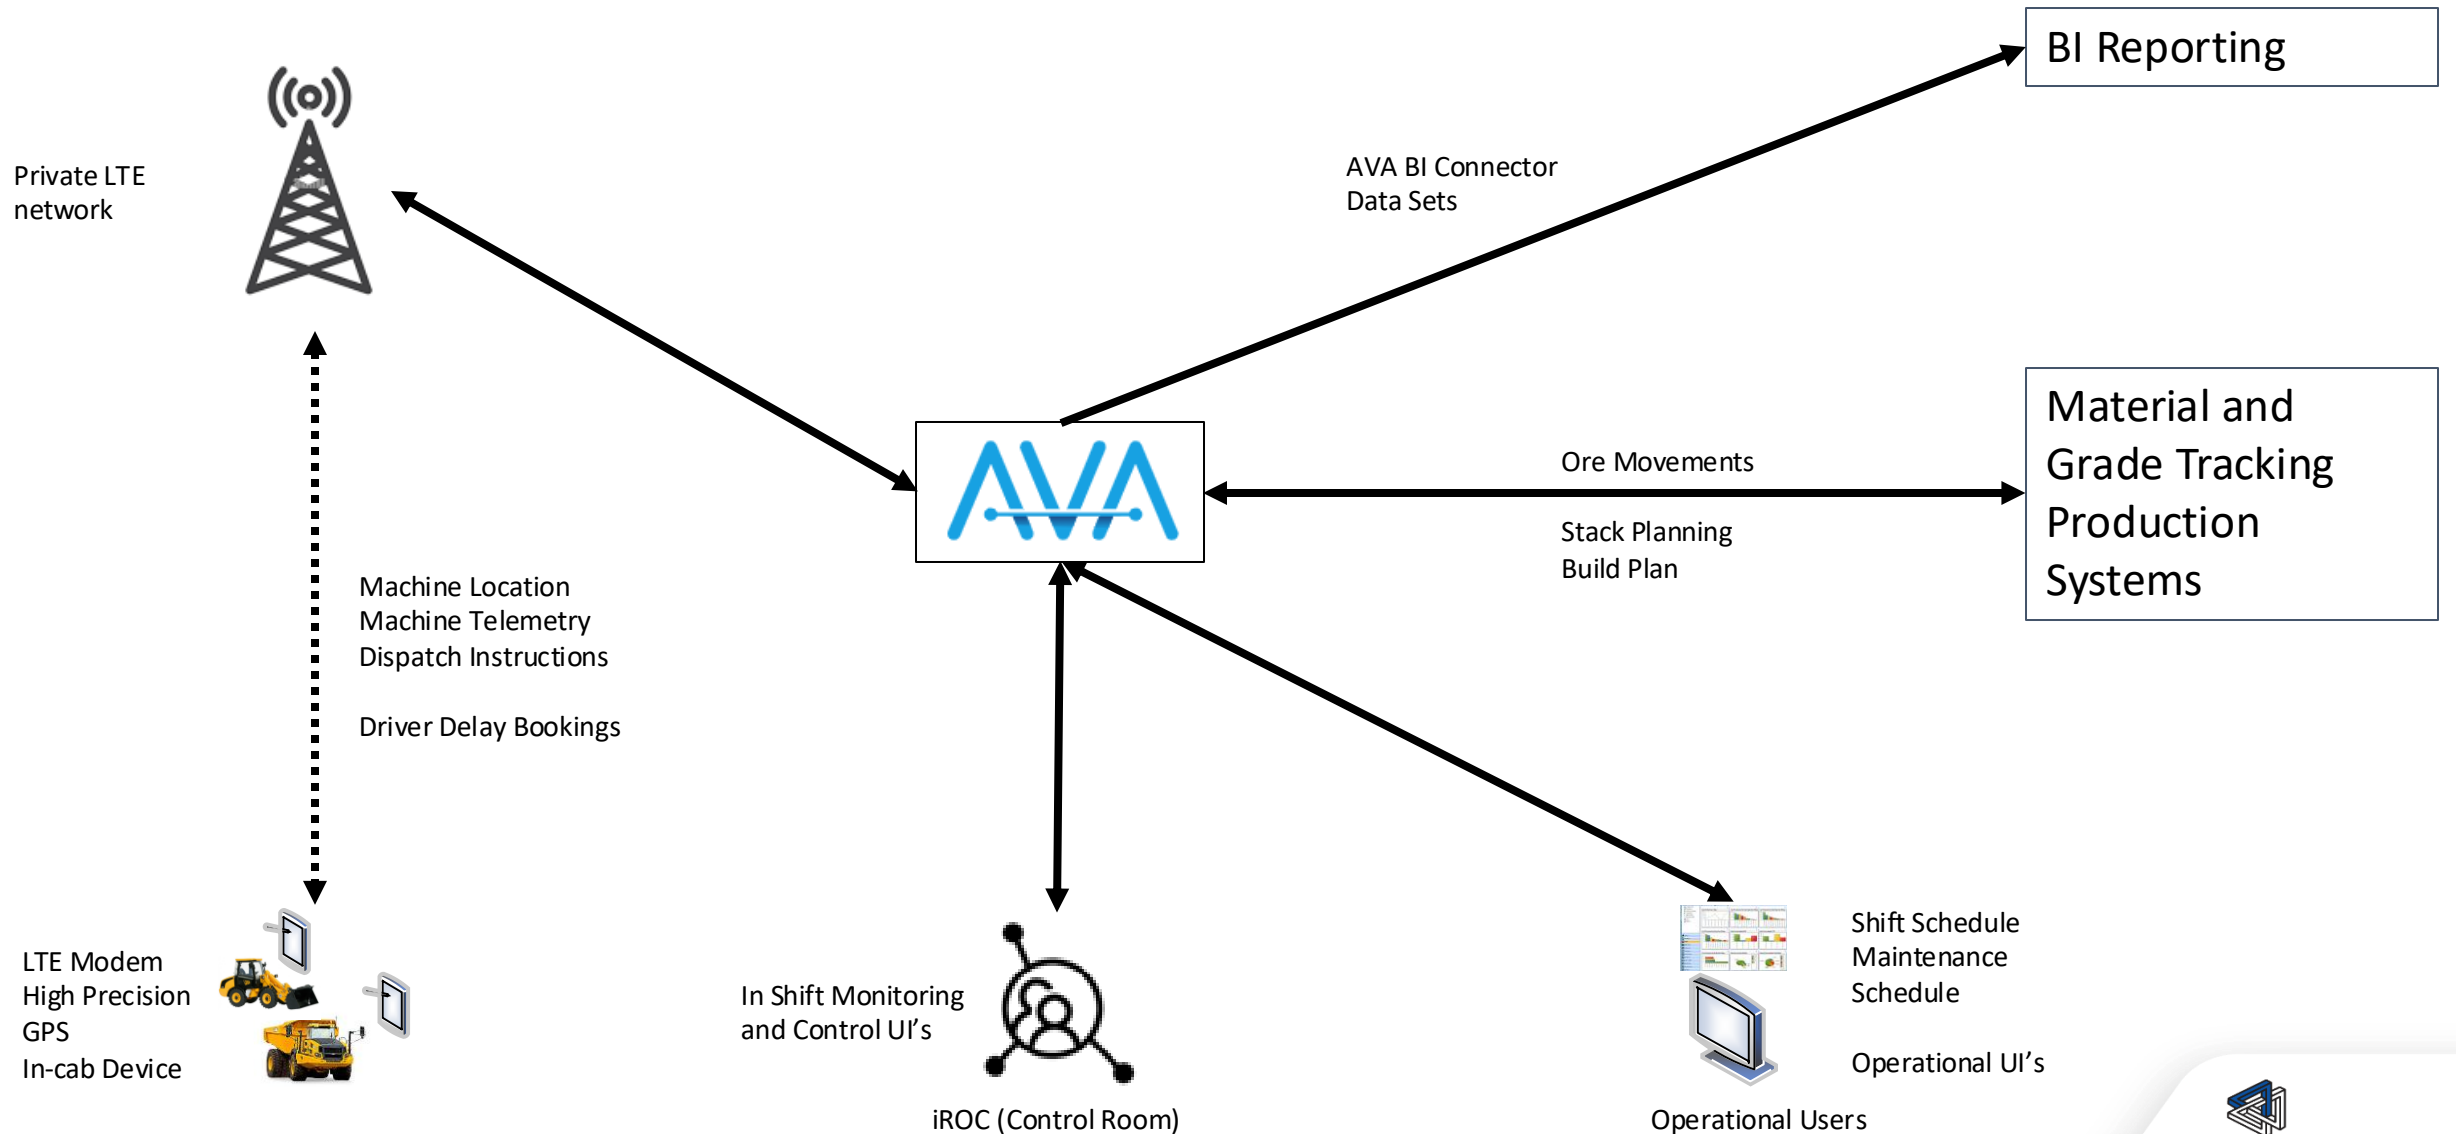 BI Reporting
Private LTE
network
AVA BI Connector
Data Sets
AVA
Ore Movements
Stack Planning
Build Plan
Material and
Grade Tracking
Production
Systems
Machine Location
Machine Telemetry
Dispatch Instructions
Driver Delay Bookings
LTE Modem
High Precision
GPS
In-cab Device
In Shift Monitoring
and Control UI's
iROC (Control Room)
Shift Schedule
Maintenance
Schedule
Operational UI's
Operational Users